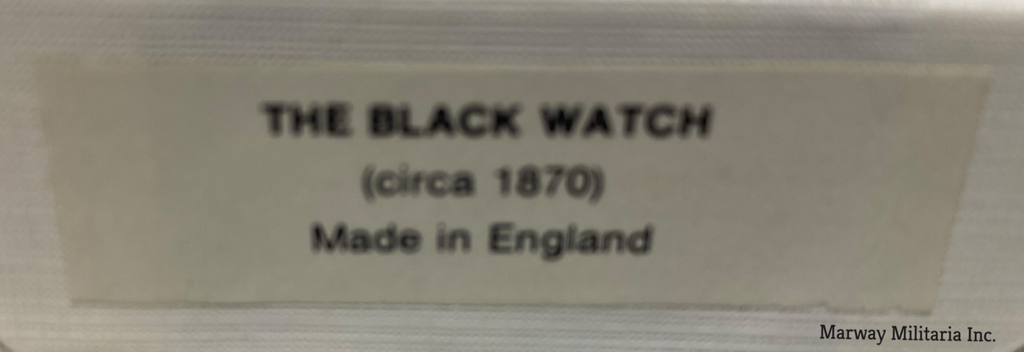 THE BLACK WATCH
(circa 1870)
Made in England
Marway Militaria Inc.